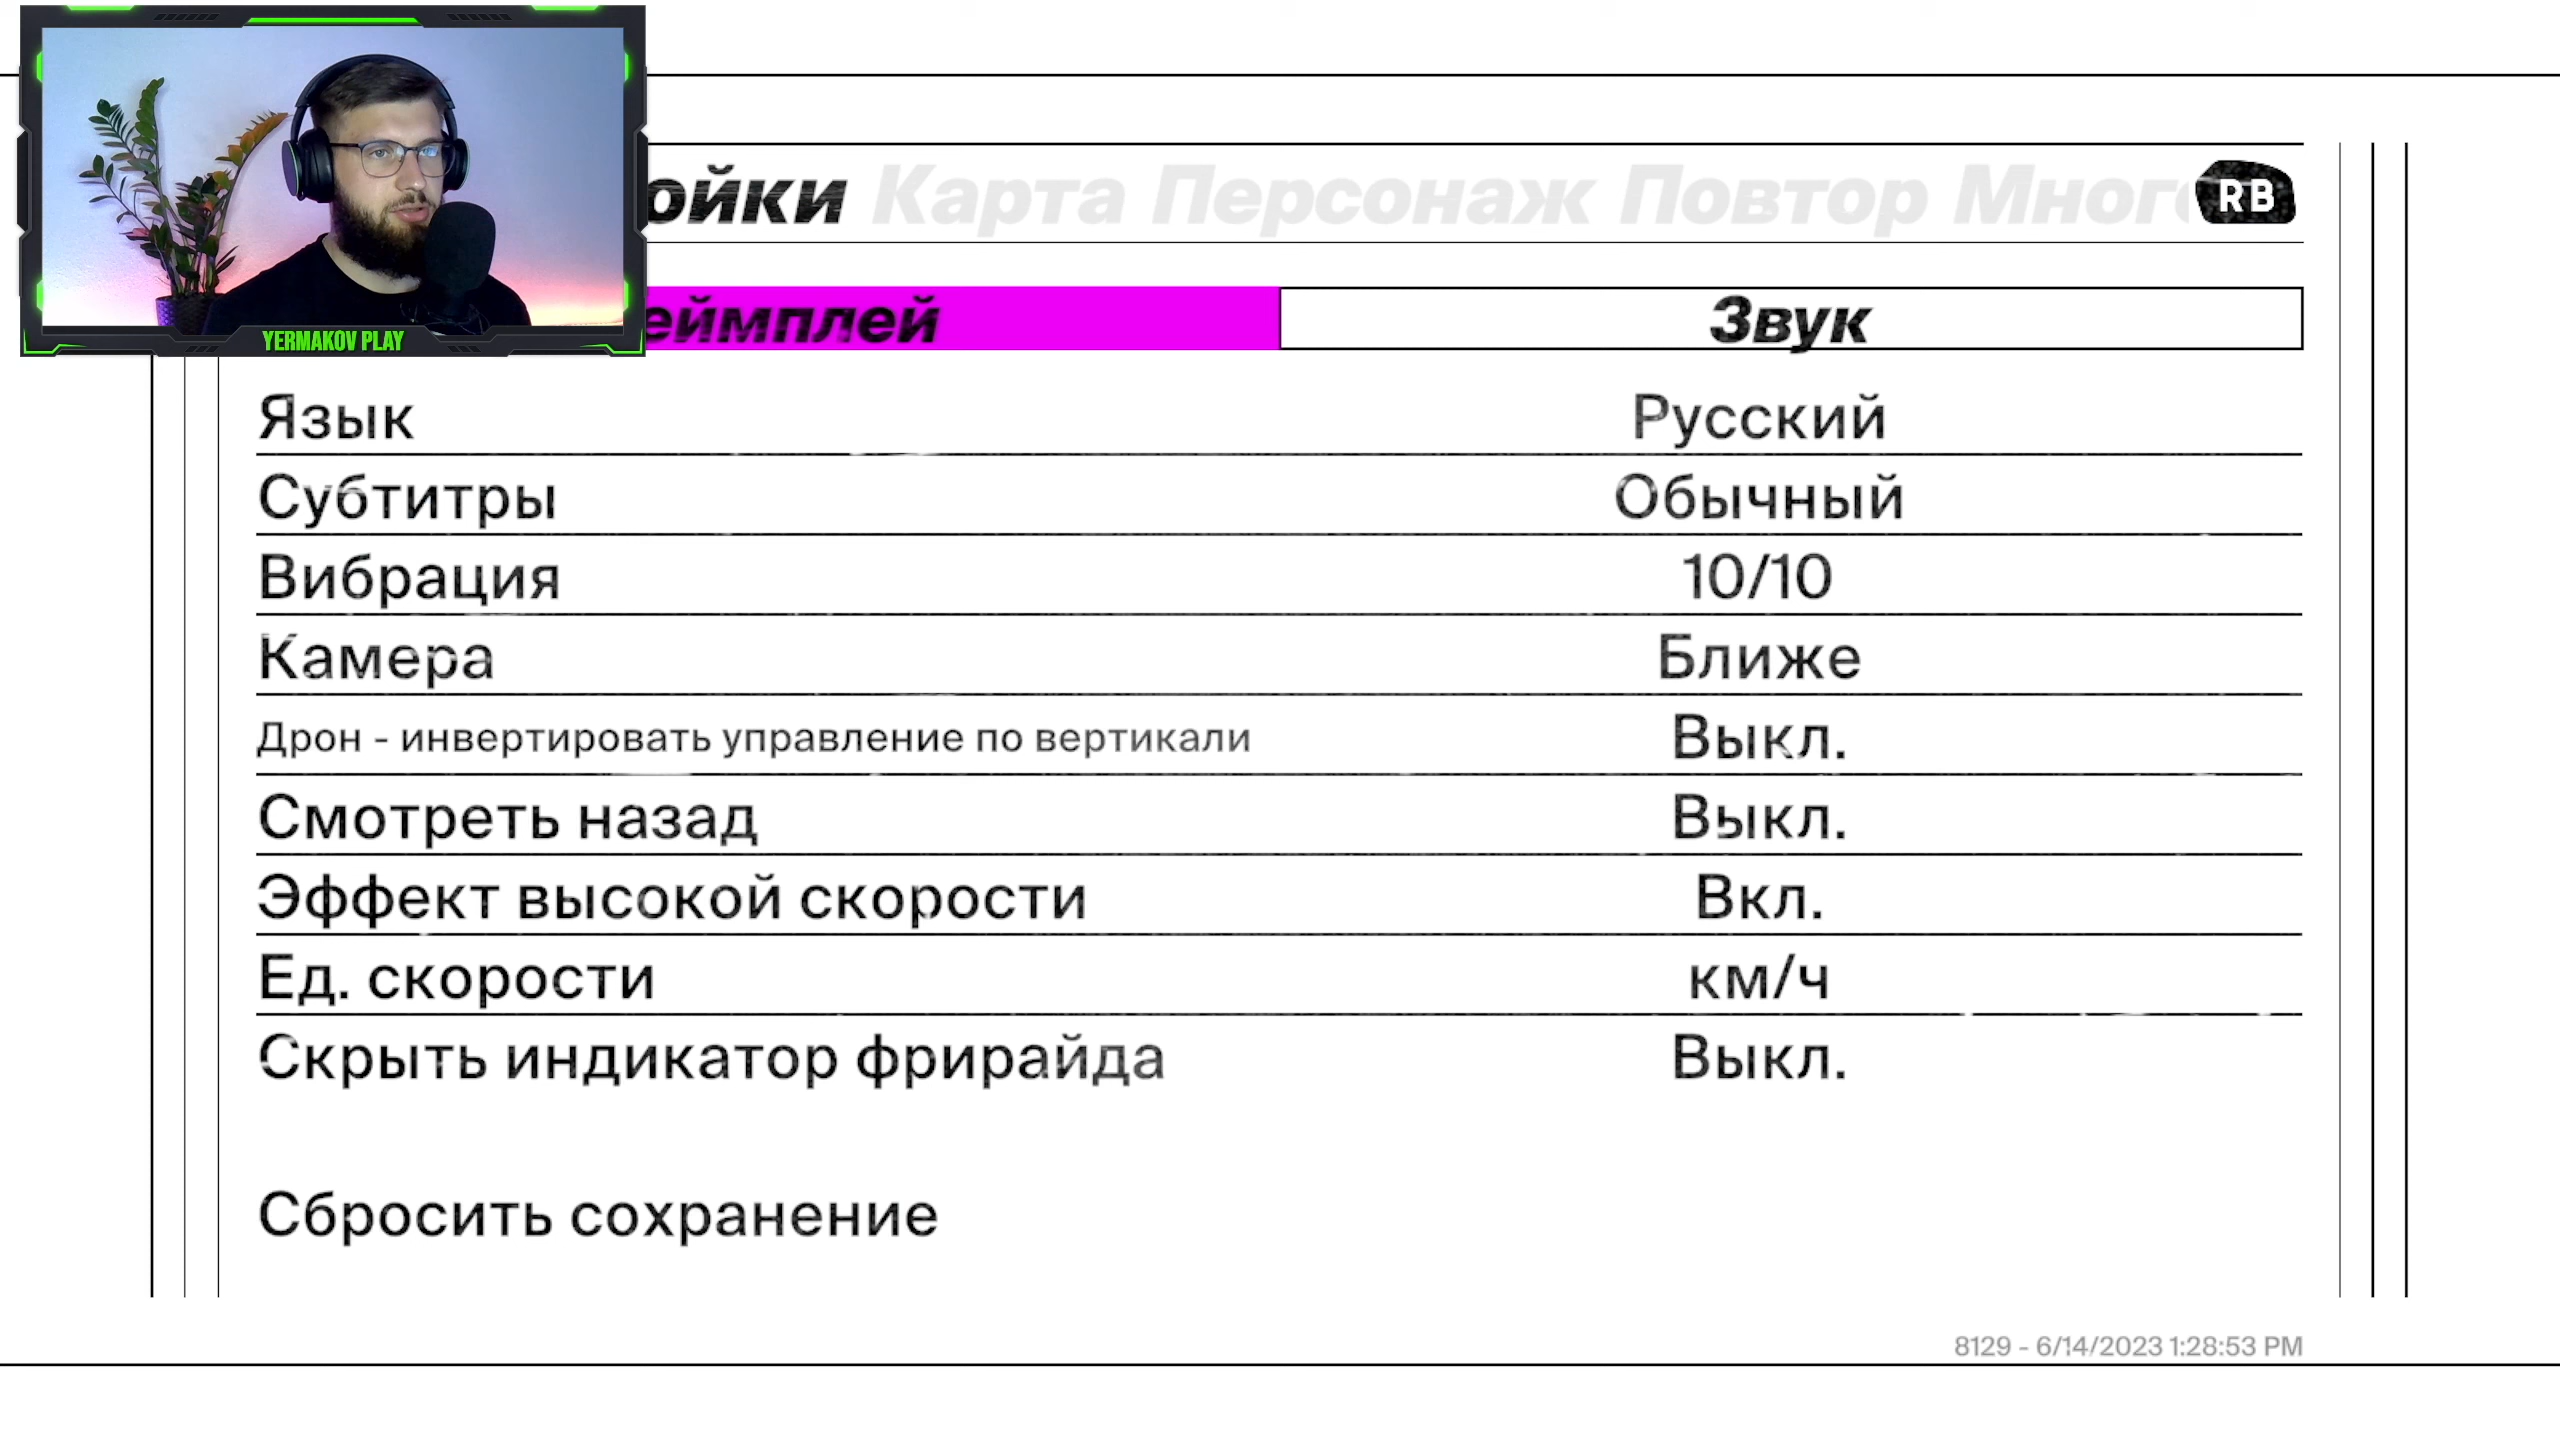 YERMAKOV PLAY
ойки Карта Персонаж Повтор Мног RB
еймплей Звук
Язык Русский
Субтитры Обычный
Вибрация 10/10
Камера Ближе
Дрон - инвертировать управление по вертикали Выкл.
Смотреть назад Выкл.
Эффект высокой скорости Вкл.
Ед. скорости км/ч
Скрыть индикатор фрирайда Выкл.
Сбросить сохранение
8129 - 6/14/2023 1:28:53 PM